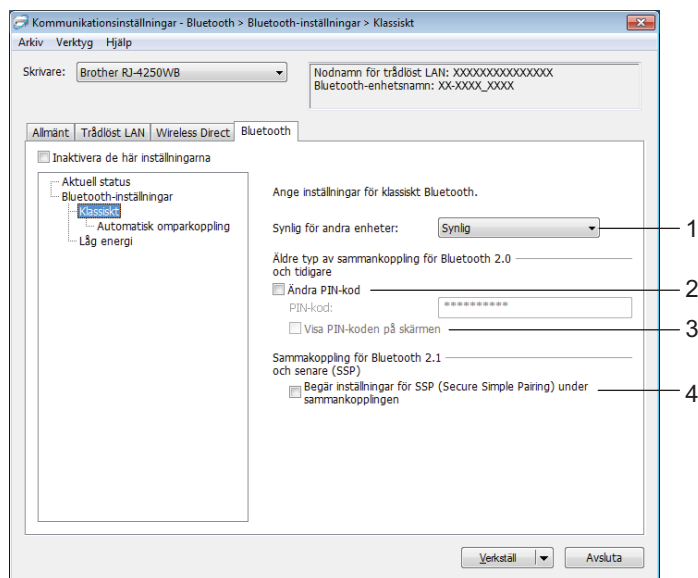 Kommunikationsinställningar - Bluetooth > Bluetooth-inställningar > Klassiskt
Arkiv Verktyg Hjälp
Skrivare: Brother RJ-4250WB
Nodnamn för trådlöst LAN: XXXXXXXXXXXXXXX
Bluetooth-enhetsnamn: XX-XXXX_XXXX
Allmänt Trådlöst LAN Wireless Direct Bluetooth
Inaktivera de här inställningarna
Aktuell status
Bluetooth-inställningar
Klassiskt
Automatisk omparkoppling
Låg energi
Ange inställningar för klassiskt Bluetooth.
Synlig för andra enheter: Synlig 1
Äldre typ av sammankoppling för Bluetooth 2.0
och tidigare
Ändra PIN-kod 2
PIN-kod: **********
Visa PIN-koden på skärmen 3
Sammakoppling för Bluetooth 2.1
och senare (SSP)
Begär inställningar för SSP (Secure Simple Pairing) under 4
sammankopplingen
Verkställ Avsluta